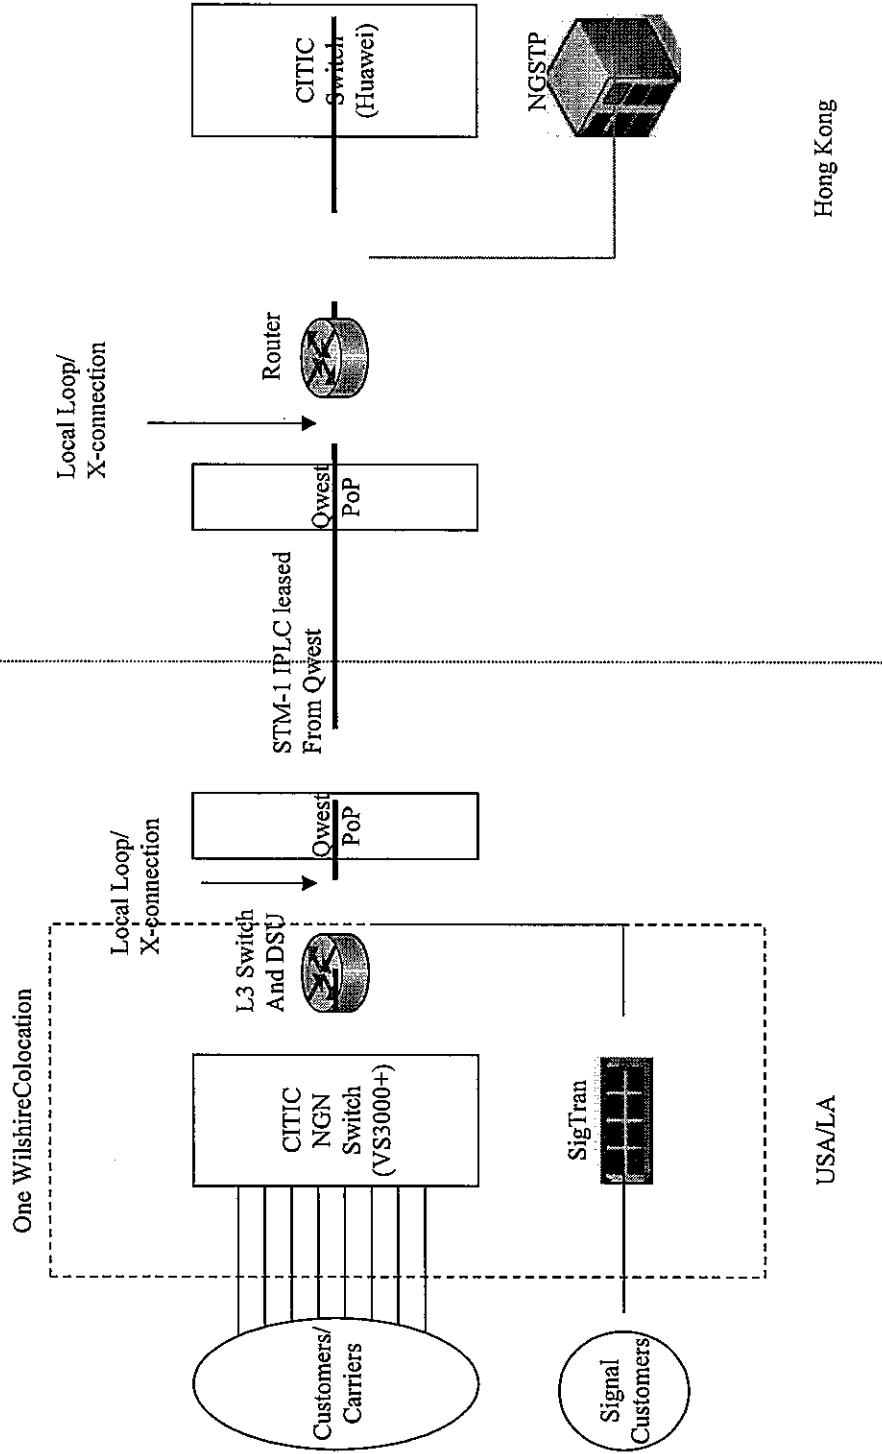 One WilshireColocation
Customers/
Carriers
CITIC
NGN
Switch
(VS3000+)
L3 Switch
And DSU
Local Loop/
X-connection
Qwest
PoP
STM-1 IPLC leased
From Qwest
Qwest
PoP
Local Loop/
X-connection
Router
CITIC
Switch
(Huawei)
Signal
Customers
SigTran
NGSTP
USA/LA
Hong Kong